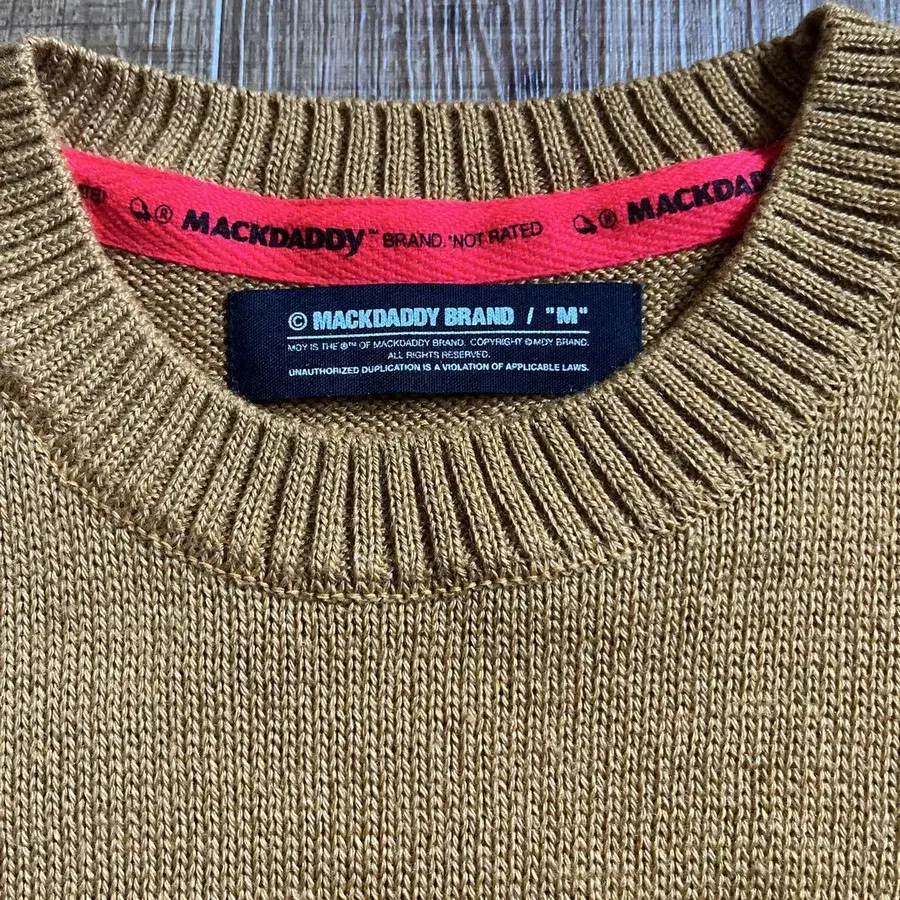 ® MACKDADDY™ BRAND. 'NOT RATED ® MACKDADDY
© MACKDADDY BRAND / "M"
MDY IS THE ®™ OF MACKDADDY BRAND. COPYRIGHT © MDY BRAND.
ALL RIGHTS RESERVED.
UNAUTHORIZED DUPLICATION IS A VIOLATION OF APPLICABLE LAWS.